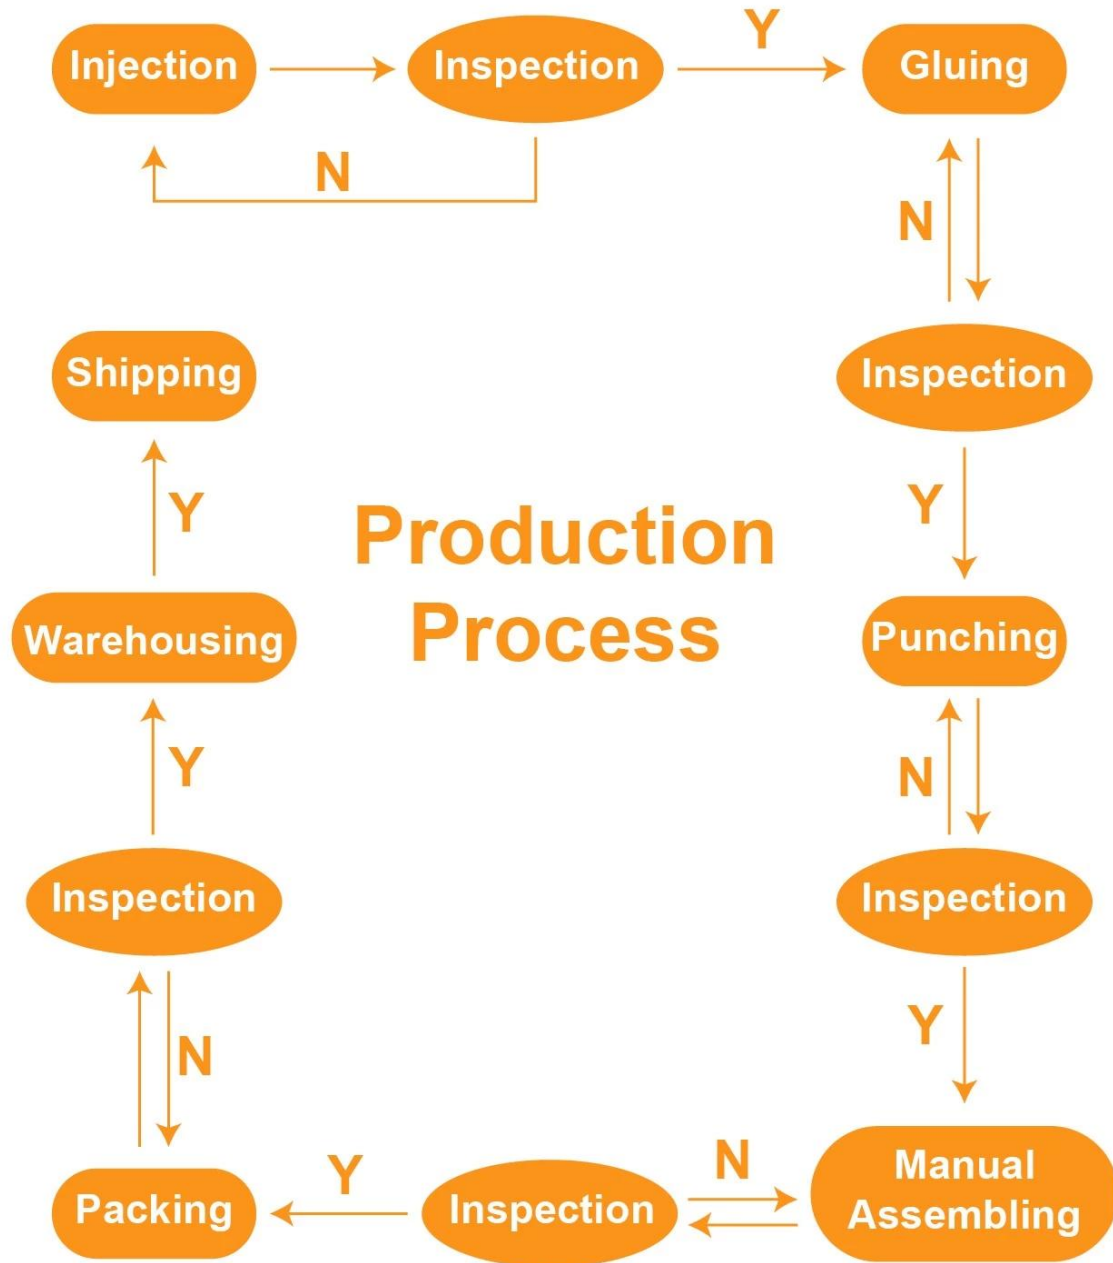 Injection
Inspection
Y
Gluing
N
N
Inspection
Y
Punching
N
Inspection
Y
Manual
Assembling
N
Inspection
Y
Packing
N
Inspection
Y
Warehousing
Y
Shipping
Production
Process